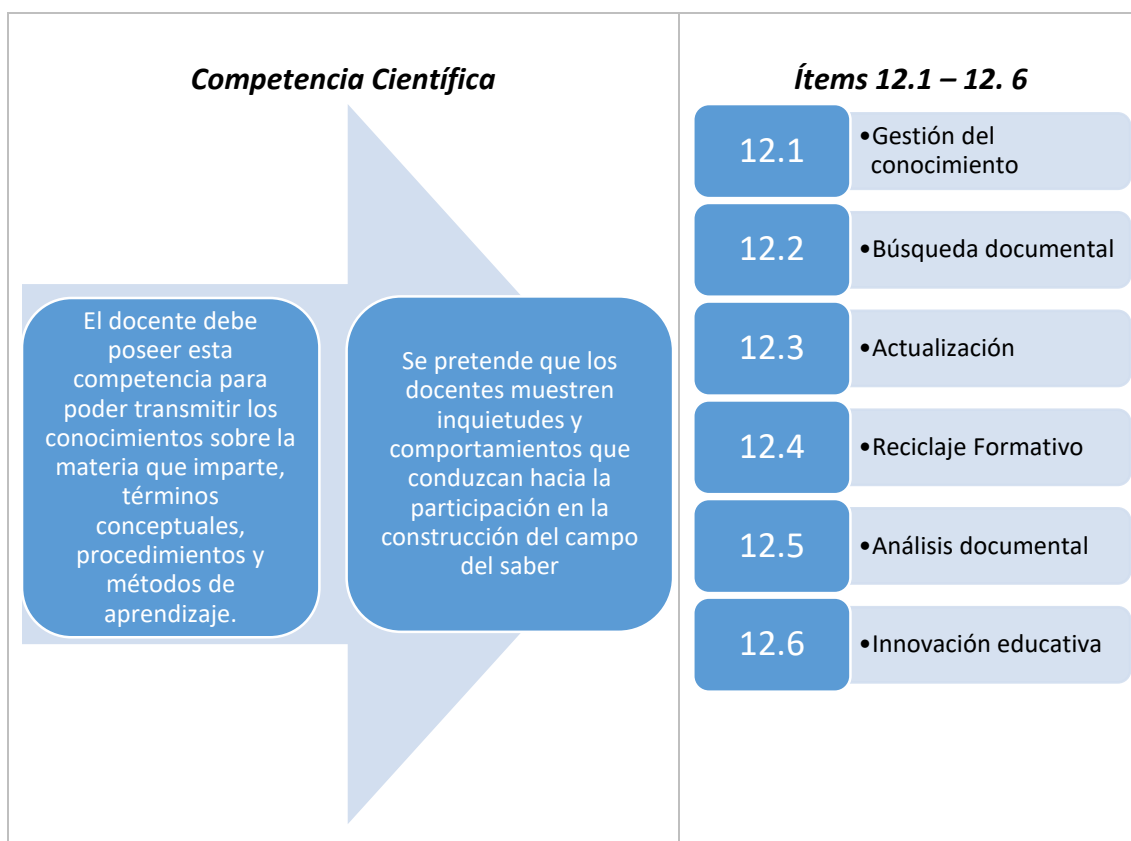 Competencia Científica
El docente debe
poseer esta
competencia para
poder transmitir los
conocimientos sobre la
materia que imparte,
términos
conceptuales,
procedimientos y
métodos de
aprendizaje.
Se pretende que los
docentes muestren
inquietudes y
comportamientos que
conduzcan hacia la
participación en la
construcción del campo
del saber
Ítems 12.1 – 12. 6
12.1
•Gestión del
conocimiento
12.2
•Búsqueda documental
12.3
•Actualización
12.4
•Reciclaje Formativo
12.5
•Análisis documental
12.6
•Innovación educativa